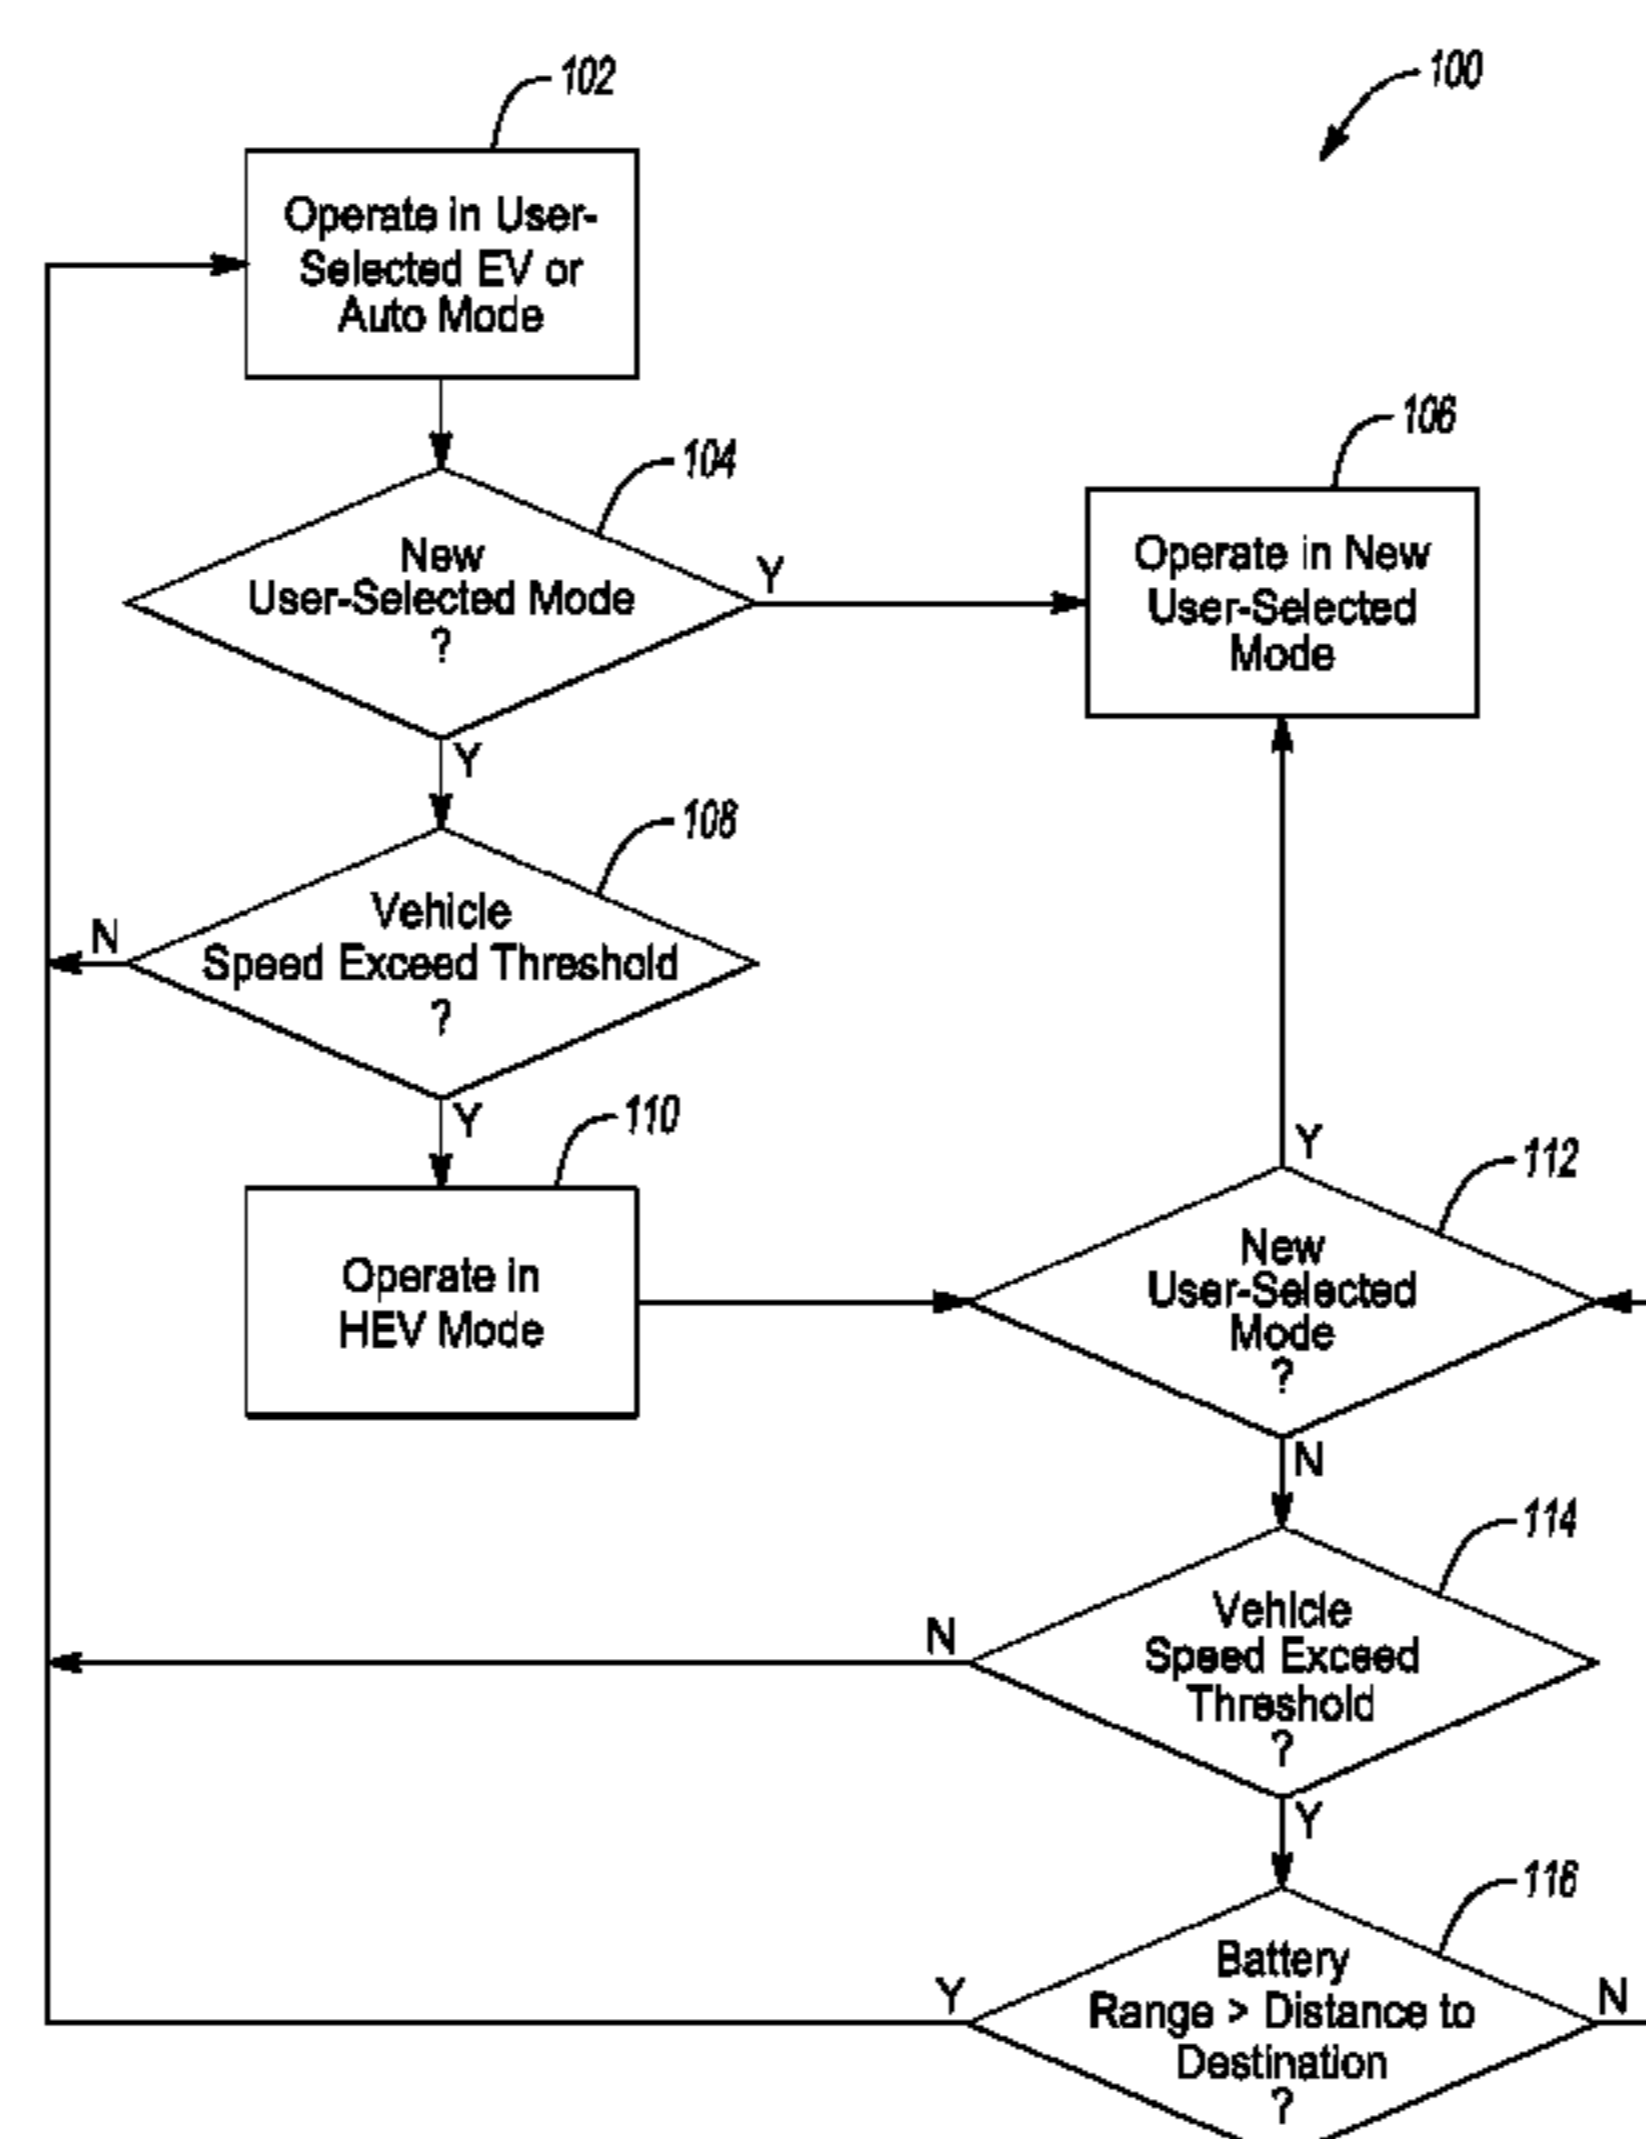 102
100
Operate in User-
Selected EV or
Auto Mode
106
104
New
User-Selected Mode
?
Y
Operate in New
User-Selected
Mode
Y
108
Vehicle
Speed Exceed Threshold
?
N
Y
110
Operate in
HEV Mode
Y
112
New
User-Selected
Mode
?
N
114
Vehicle
Speed Exceed
Threshold
?
N
Y
116
Battery
Range > Distance to
Destination
?
Y
N